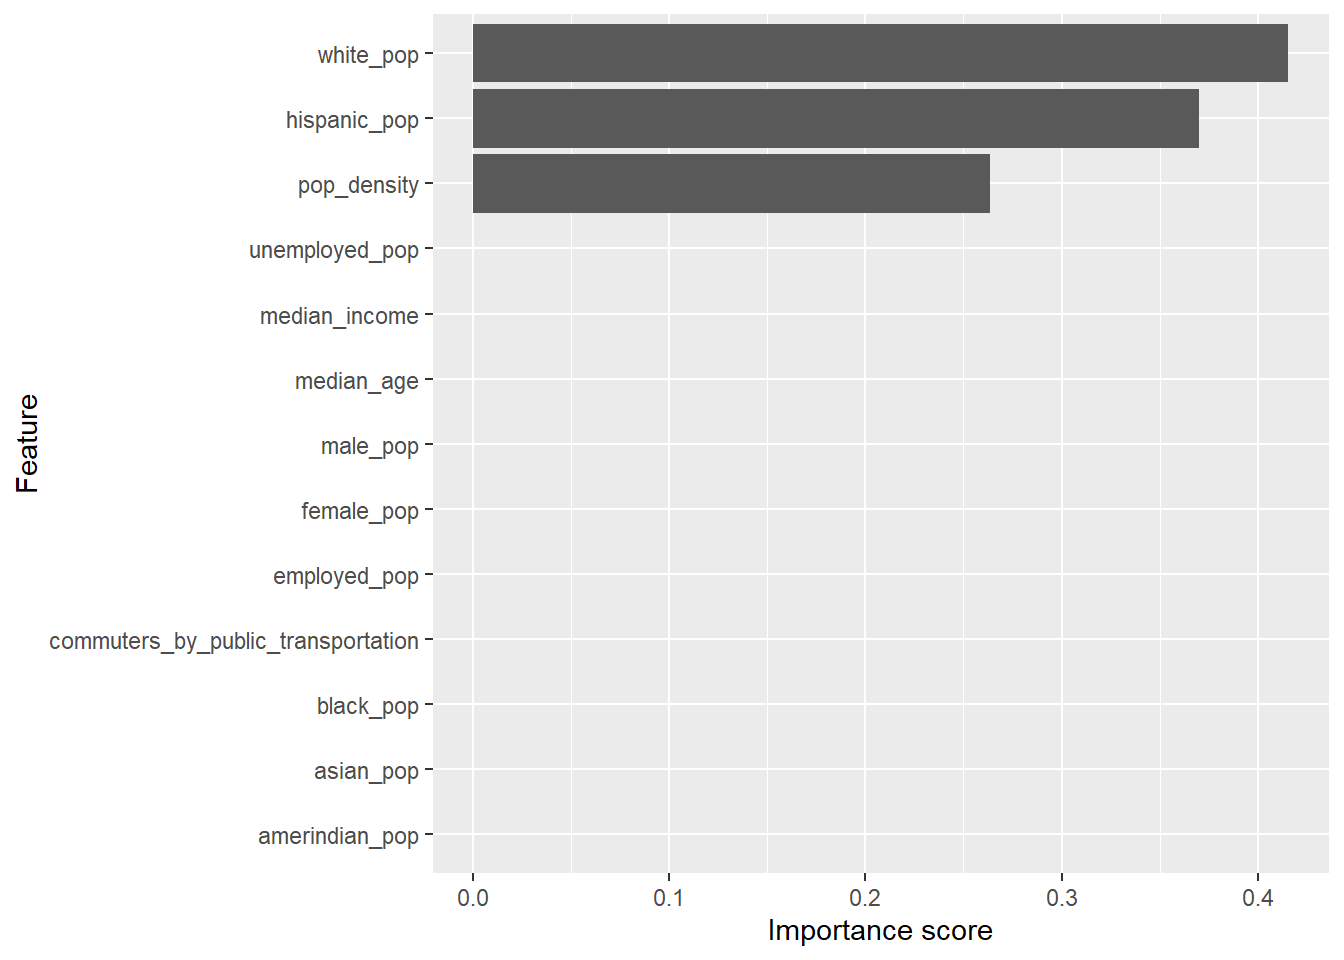 white_pop
hispanic_pop
pop_density
unemployed_pop
median_income
median_age
male_pop
female_pop
employed_pop
commuters_by_public_transportation
black_pop
asian_pop
amerindian_pop
Feature
0.0 0.1 0.2 0.3 0.4
Importance score